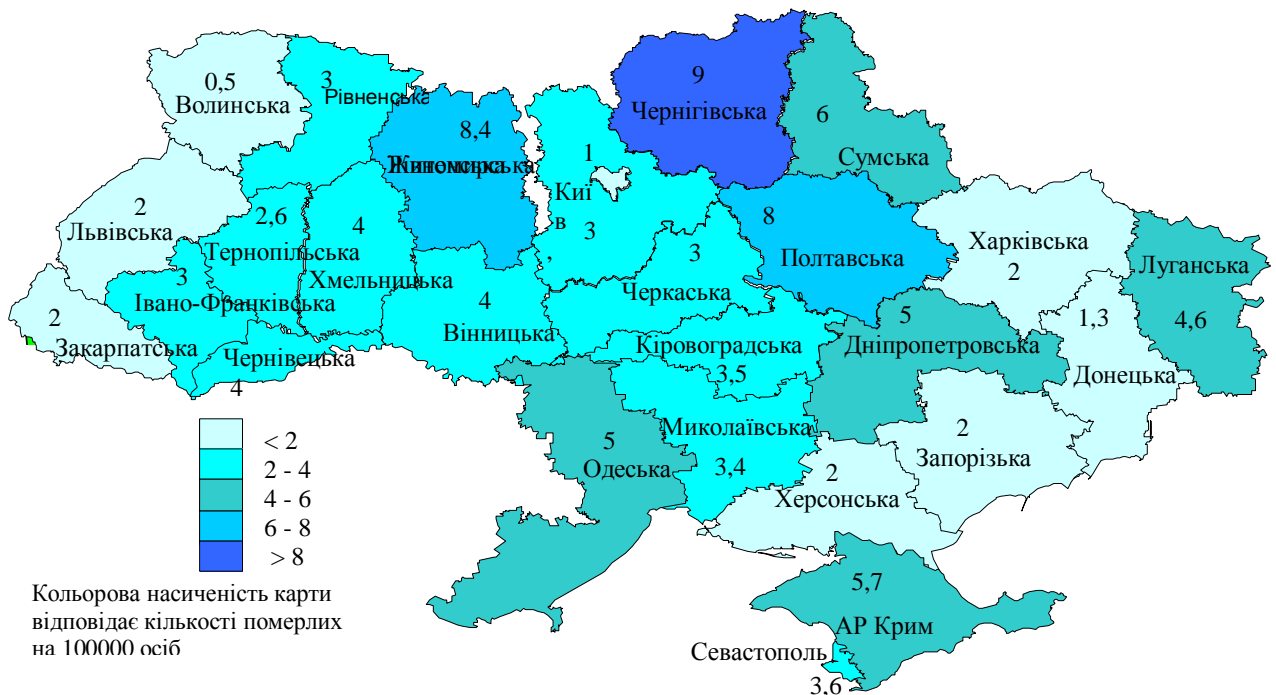 0,5
Волинська
3
Рівненська
8,4
9
Чернігівська
6
Сумська
1
Киї
в
3
2
Львівська
2,6
Тернопільська
4
Хмельницька
3
Івано-Франківська
2
Закарпатська
Чернівецька
4
4
Вінницька
3
Черкаська
8
Полтавська
Харківська
2
Луганська
4,6
1,3
Донецька
5
Дніпропетровська
Кіровоградська
3,5
Миколаївська
3,4
5
Одеська
2
Запорізька
2
Херсонська
5,7
АР Крим
Севастополь
3,6
< 2
2 - 4
4 - 6
6 - 8
> 8
Кольорова насиченість карти
відповідає кількості померлих
на 100000 осіб